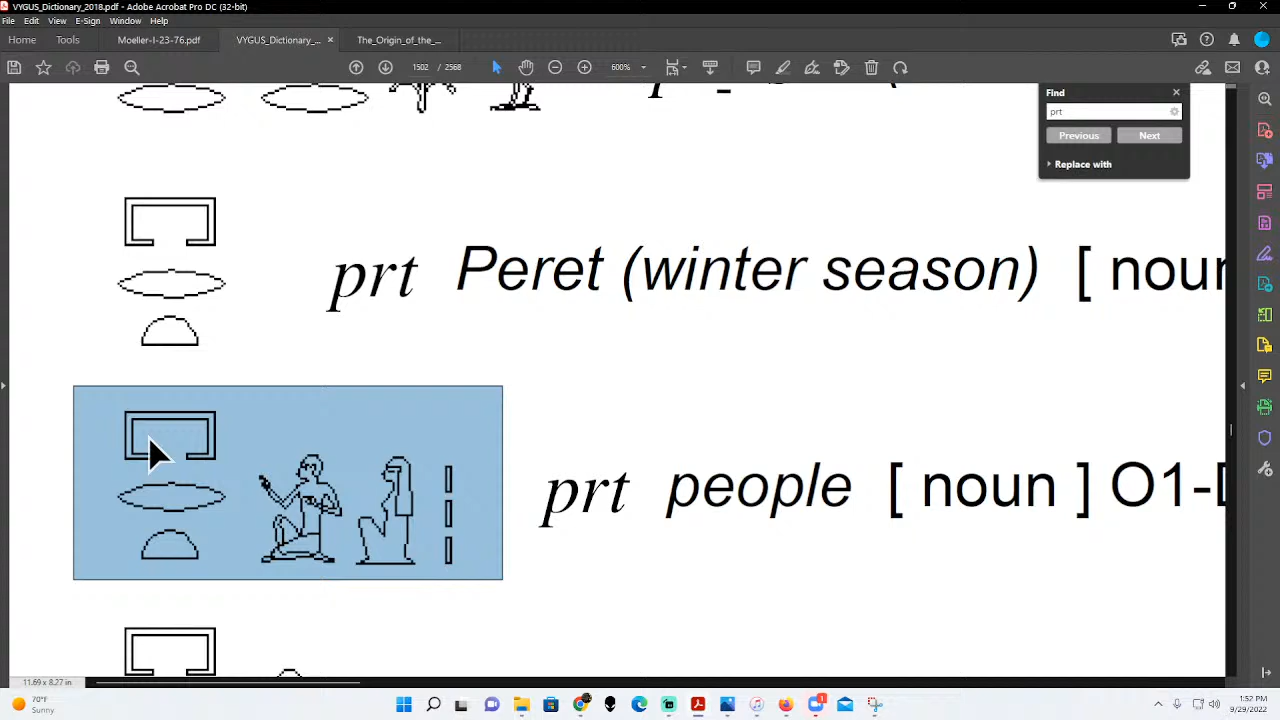 VYGUS_Dictionary_2018.pdf - Adobe Acrobat Pro DC (32-bit)
File Edit View E-Sign Window Help
Home Tools Moeller-I-23-76.pdf VYGUS_Dictionary_... × The_Origin_of_the_...
1502 / 2568 600%
Find
prt
Previous Next
Replace with
prt Peret (winter season) [ noun
𓉐𓂋𓏏
prt people [ noun ] O1-D
𓉐𓂋𓏏𓀀𓁐𓏪
11.69 x 8.27 in
70°F
Sunny
1:52 PM
9/29/2022